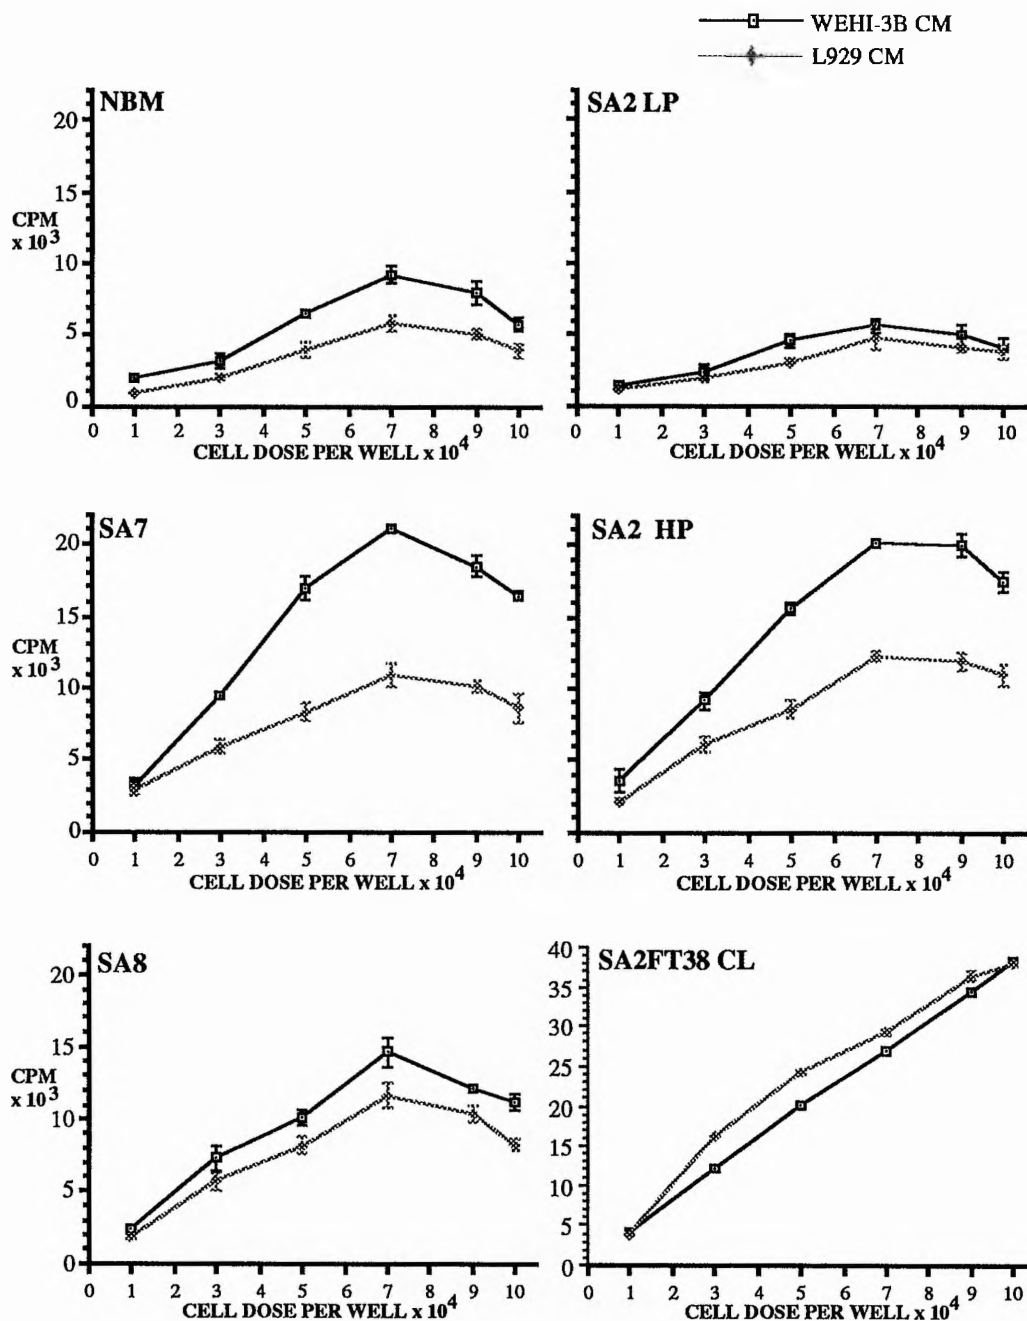 WEHI-3B CM
L929 CM
NBM
20
15
CPM
x 10³
10
5
0
0 1 2 3 4 5 6 7 8 9 10
CELL DOSE PER WELL x 10⁴
SA2 LP
0 1 2 3 4 5 6 7 8 9 10
CELL DOSE PER WELL x 10⁴
SA7
20
15
CPM
x 10³
10
5
0
0 1 2 3 4 5 6 7 8 9 10
CELL DOSE PER WELL x 10⁴
SA2 HP
0 1 2 3 4 5 6 7 8 9 10
CELL DOSE PER WELL x 10⁴
SA8
20
15
CPM
x 10³
10
5
0
0 1 2 3 4 5 6 7 8 9 10
CELL DOSE PER WELL x 10⁴
SA2FT38 CL
40
35
30
25
20
15
10
5
0
0 1 2 3 4 5 6 7 8 9 10
CELL DOSE PER WELL x 10⁴